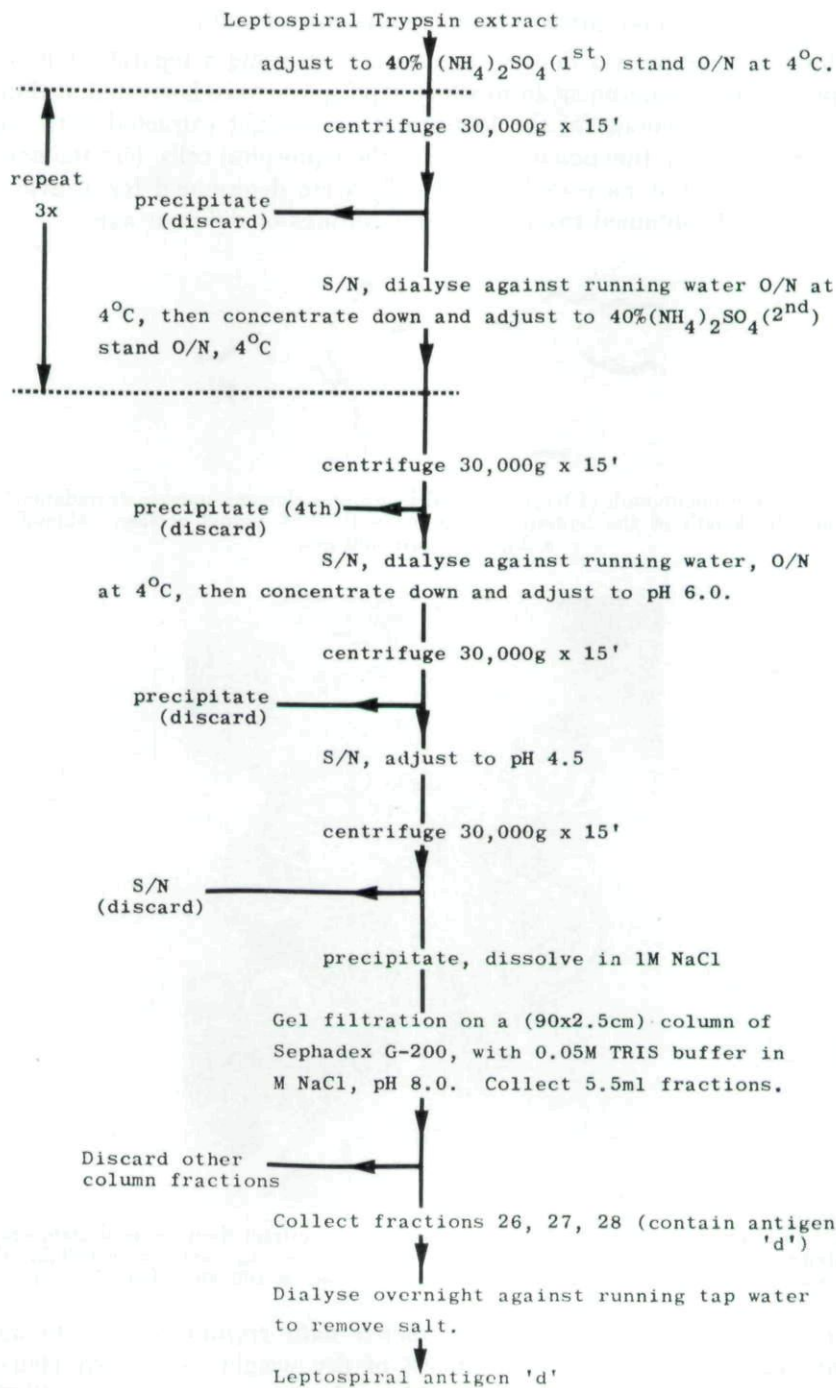 Leptospiral Trypsin extract
adjust to 40% (NH4)2SO4(1st) stand O/N at 4°C.
centrifuge 30,000g x 15'
repeat
3x
precipitate
(discard)
S/N, dialyse against running water O/N at
4°C, then concentrate down and adjust to 40%(NH4)2SO4(2nd)
stand O/N, 4°C
centrifuge 30,000g x 15'
precipitate (4th)
(discard)
S/N, dialyse against running water, O/N
at 4°C, then concentrate down and adjust to pH 6.0.
centrifuge 30,000g x 15'
precipitate
(discard)
S/N, adjust to pH 4.5
centrifuge 30,000g x 15'
S/N
(discard)
precipitate, dissolve in 1M NaCl
Gel filtration on a (90x2.5cm) column of
Sephadex G-200, with 0.05M TRIS buffer in
M NaCl, pH 8.0. Collect 5.5ml fractions.
Discard other
column fractions
Collect fractions 26, 27, 28 (contain antigen
'd')
Dialyse overnight against running tap water
to remove salt.
Leptospiral antigen 'd'